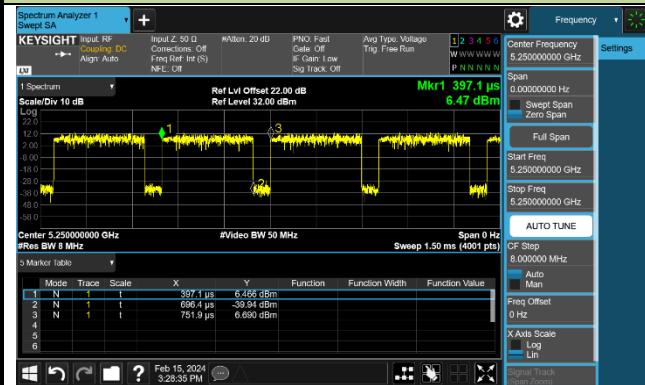 Spectrum Analyzer 1
Swept SA
+
Frequency
KEYSIGHT
Input: RF
Coupling: DC
Align: Auto
Input Z: 50 Ω
Corrections: Off
Freq Ref: Int (S)
NFE: Off
#Atten: 20 dB
PNO: Fast
Gate: Off
IF Gain: Low
Sig Track: Off
Avg Type: Voltage
Trig: Free Run
1 2 3 4 5 6
W W W W W W
P N N N N N
LXI
Center Frequency
5.250000000 GHz
Settings
Span
0.00000000 Hz
Swept Span
Zero Span
Full Span
Start Freq
5.250000000 GHz
Stop Freq
5.250000000 GHz
AUTO TUNE
CF Step
8.000000 MHz
Auto
Man
Freq Offset
0 Hz
X Axis Scale
Log
Lin
Signal Track
(Span Zoom)
1 Spectrum
Scale/Div 10 dB
Log
Ref Lvl Offset 22.00 dB
Ref Level 32.00 dBm
Mkr1 397.1 µs
6.47 dBm
22.0
12.0
2.00
-8.00
-18.0
-28.0
-38.0
-48.0
-58.0
1
2
3
Center 5.250000000 GHz
#Res BW 8 MHz
#Video BW 50 MHz
Span 0 Hz
Sweep 1.50 ms (4001 pts)
5 Marker Table
Mode Trace Scale X Y Function Function Width Function Value
1 N 1 t 397.1 µs 6.466 dBm
2 N 1 t 696.4 µs -39.94 dBm
3 N 1 t 751.9 µs 6.690 dBm
4
5
6
?
Feb 15, 2024
3:28:35 PM